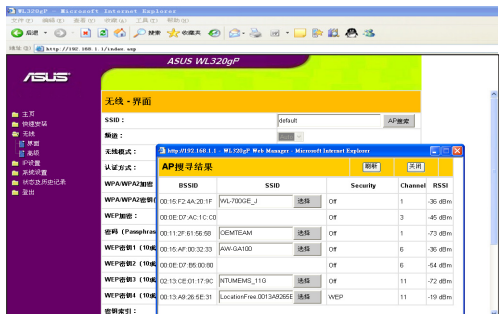 WL320gP - Microsoft Internet Explorer
文件(F) 编辑(E) 查看(V) 收藏(A) 工具(T) 帮助(H)
后退 搜索 收藏夹
地址(D) http://192.168.1.1/index.asp
ASUS WL320gP
ASUS
主页
快速安装
无线
界面
高级
IP设置
系统设置
状态及历史记录
登出
无线 - 界面
SSID： default AP搜索
频道： Auto
无线模式：
认证方式：
WPA/WPA2加密
WPA/WPA2密钥(
WEP加密：
密码 (Passphras
WEP密钥1 (10或
WEP密钥2 (10或
WEP密钥3 (10或
WEP密钥4 (10或
密钥索引：
http://192.168.1.1 - WL320gP Web Manager - Microsoft Internet Explorer
AP搜寻结果 刷新 关闭
BSSID SSID Security Channel RSSI
00:15:F2:4A:20:1F WL-700GE_J 选择 Off 1 -36 dBm
00:0E:D7:AC:1C:C0 Off 3 -45 dBm
00:11:2F:61:56:68 OEMTEAM 选择 Off 1 -73 dBm
00:15:AF:00:32:33 AW-GA100 选择 Off 6 -36 dBm
00:0E:D7:B5:00:80 Off 6 -64 dBm
02:13:CE:01:17:9C NTUMEMS_11G 选择 Off 11 -72 dBm
00:13:A9:26:5E:31 LocationFree.0013A9265E 选择 WEP 11 -19 dBm